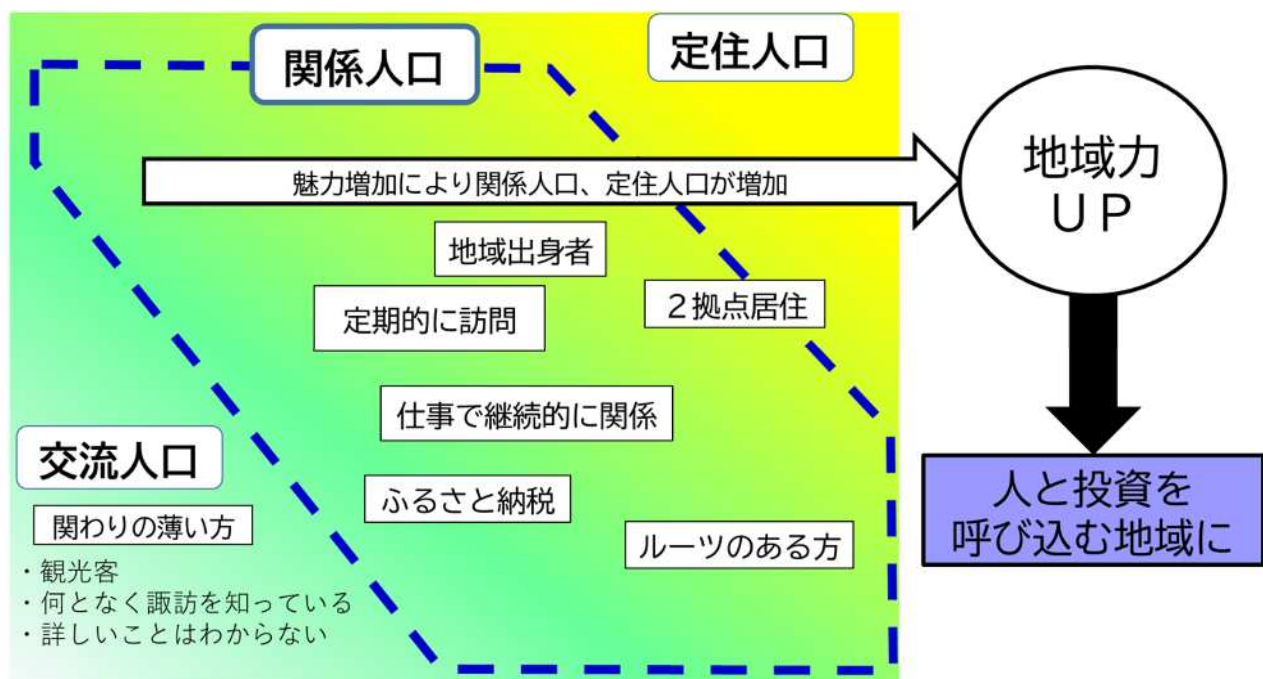 関係人口
定住人口
魅力増加により関係人口、定住人口が増加
地域力
UP
地域出身者
2拠点居住
定期的に訪問
仕事で継続的に関係
交流人口
ふるさと納税
関わりの薄い方
ルーツのある方
・観光客
・何となく諏訪を知っている
・詳しいことはわからない
人と投資を
呼び込む地域に